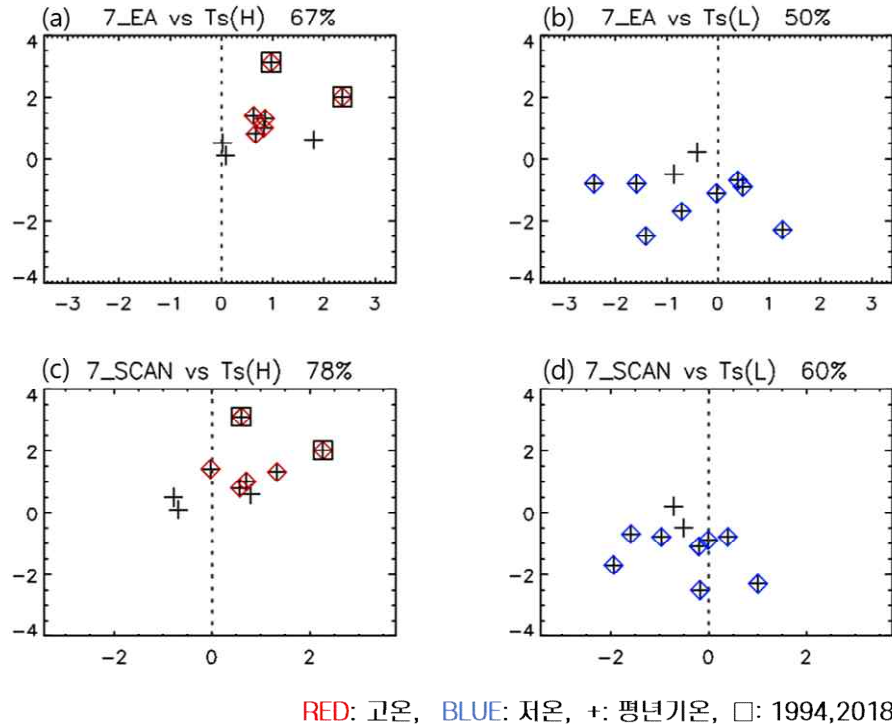 (a) 7_EA vs Ts(H) 67%
(b) 7_EA vs Ts(L) 50%
4
2
0
−2
−4
−3 −2 −1 0 1 2 3
4
2
0
−2
−4
−3 −2 −1 0 1 2 3
(c) 7_SCAN vs Ts(H) 78%
(d) 7_SCAN vs Ts(L) 60%
4
2
0
−2
−4
−2 0 2
4
2
0
−2
−4
−2 0 2
RED: 고온, BLUE: 저온, +: 평년기온, □: 1994,2018